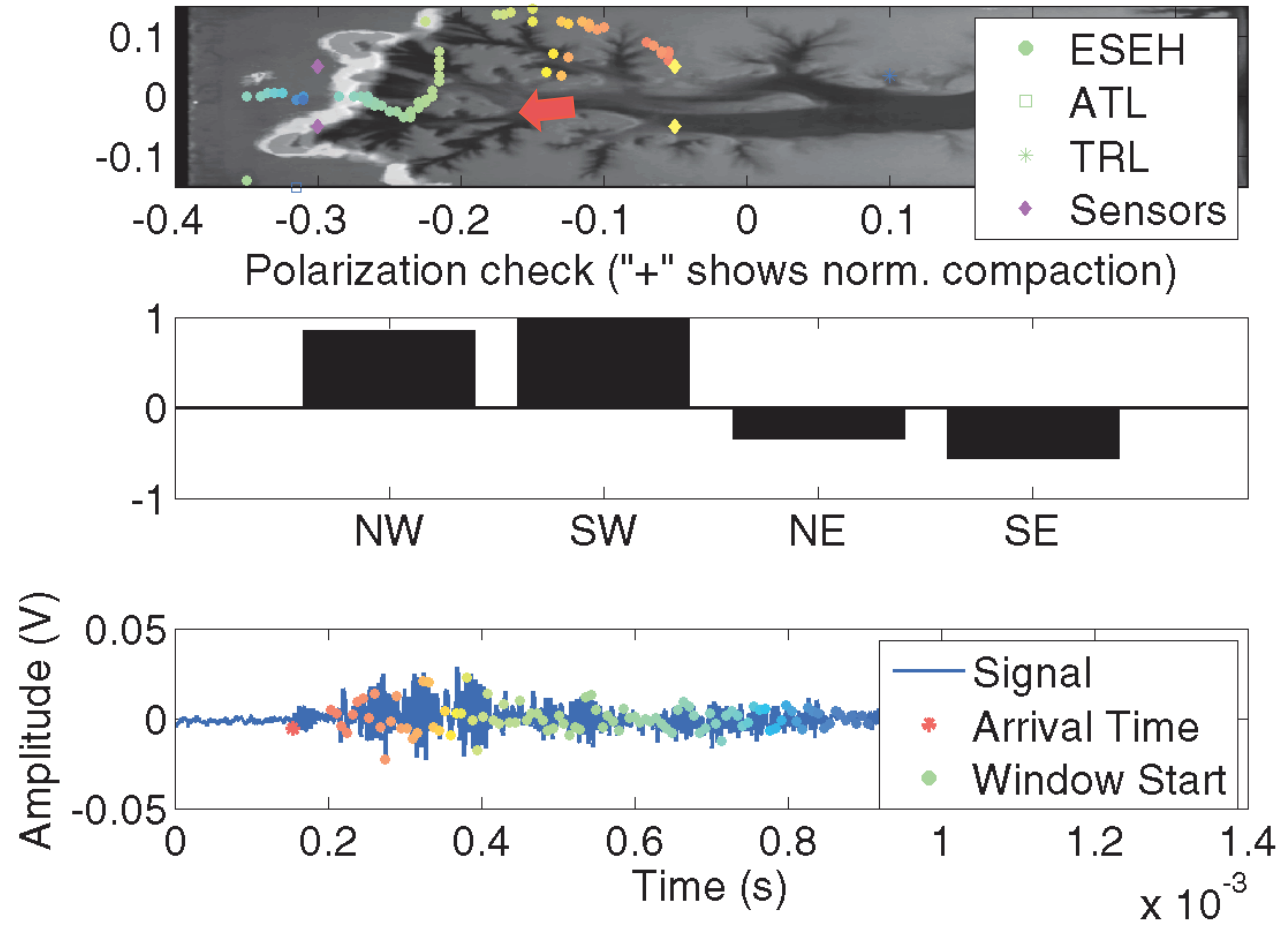 0.1
0
-0.1
-0.4 -0.3 -0.2 -0.1 0 0.1
ESEH
ATL
TRL
Sensors
Polarization check ("+" shows norm. compaction)
1
0
-1
NW SW NE SE
Amplitude (V)
0.05
0
-0.05
Signal
Arrival Time
Window Start
0 0.2 0.4 0.6 0.8 1 1.2 1.4
Time (s)
x 10⁻³